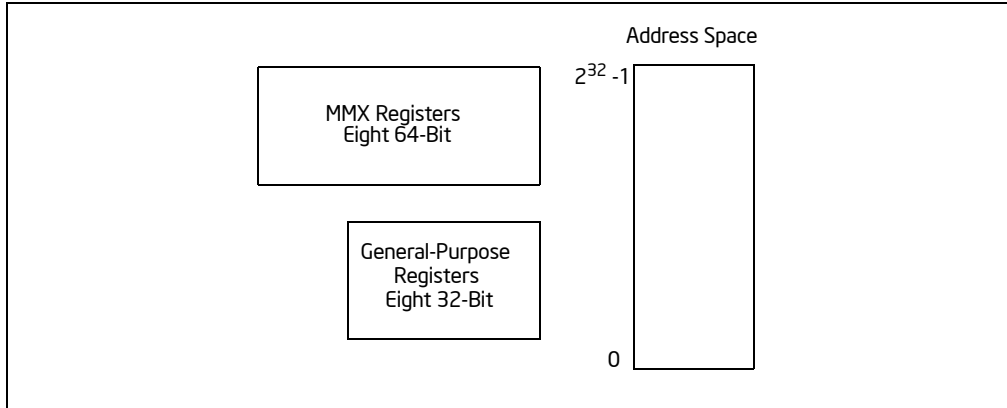 Address Space
2³² -1
MMX Registers
Eight 64-Bit
General-Purpose
Registers
Eight 32-Bit
0